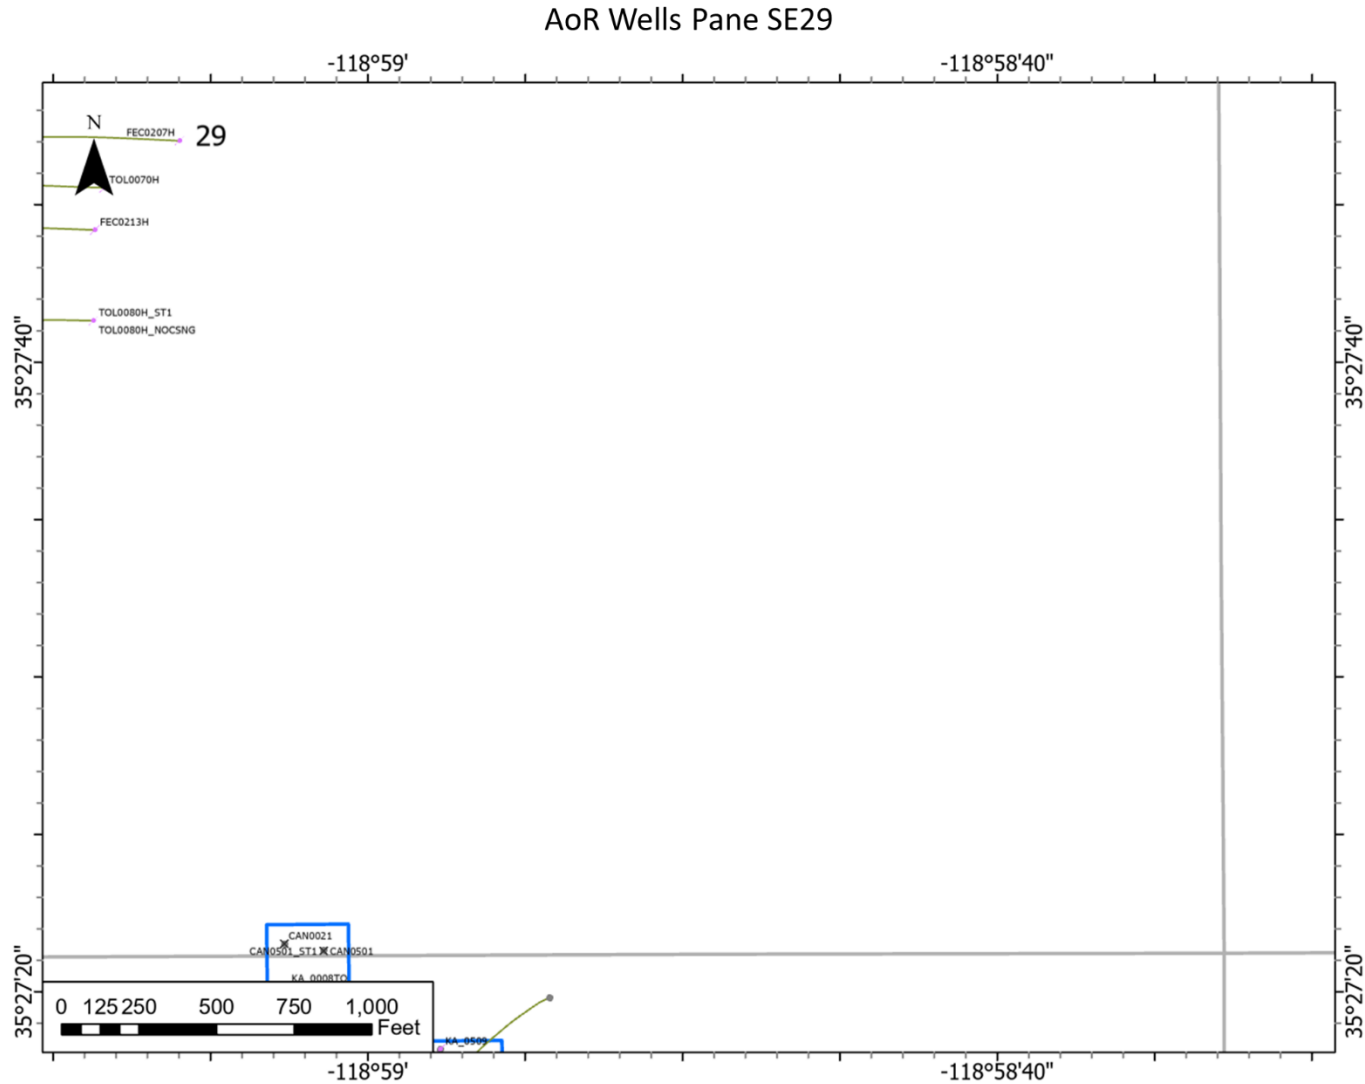 AoR Wells Pane SE29
-118°59'
-118°58'40"
N
FEC0207H
29
TOL0070H
FEC0213H
TOL0080H_ST1
TOL0080H_NOCSNG
35°27'40"
35°27'40"
CAN0021
CAN0501_ST1
CAN0501
KA_0008TO
35°27'20"
35°27'20"
0 125 250 500 750 1,000
Feet
KA_0509
-118°59'
-118°58'40"